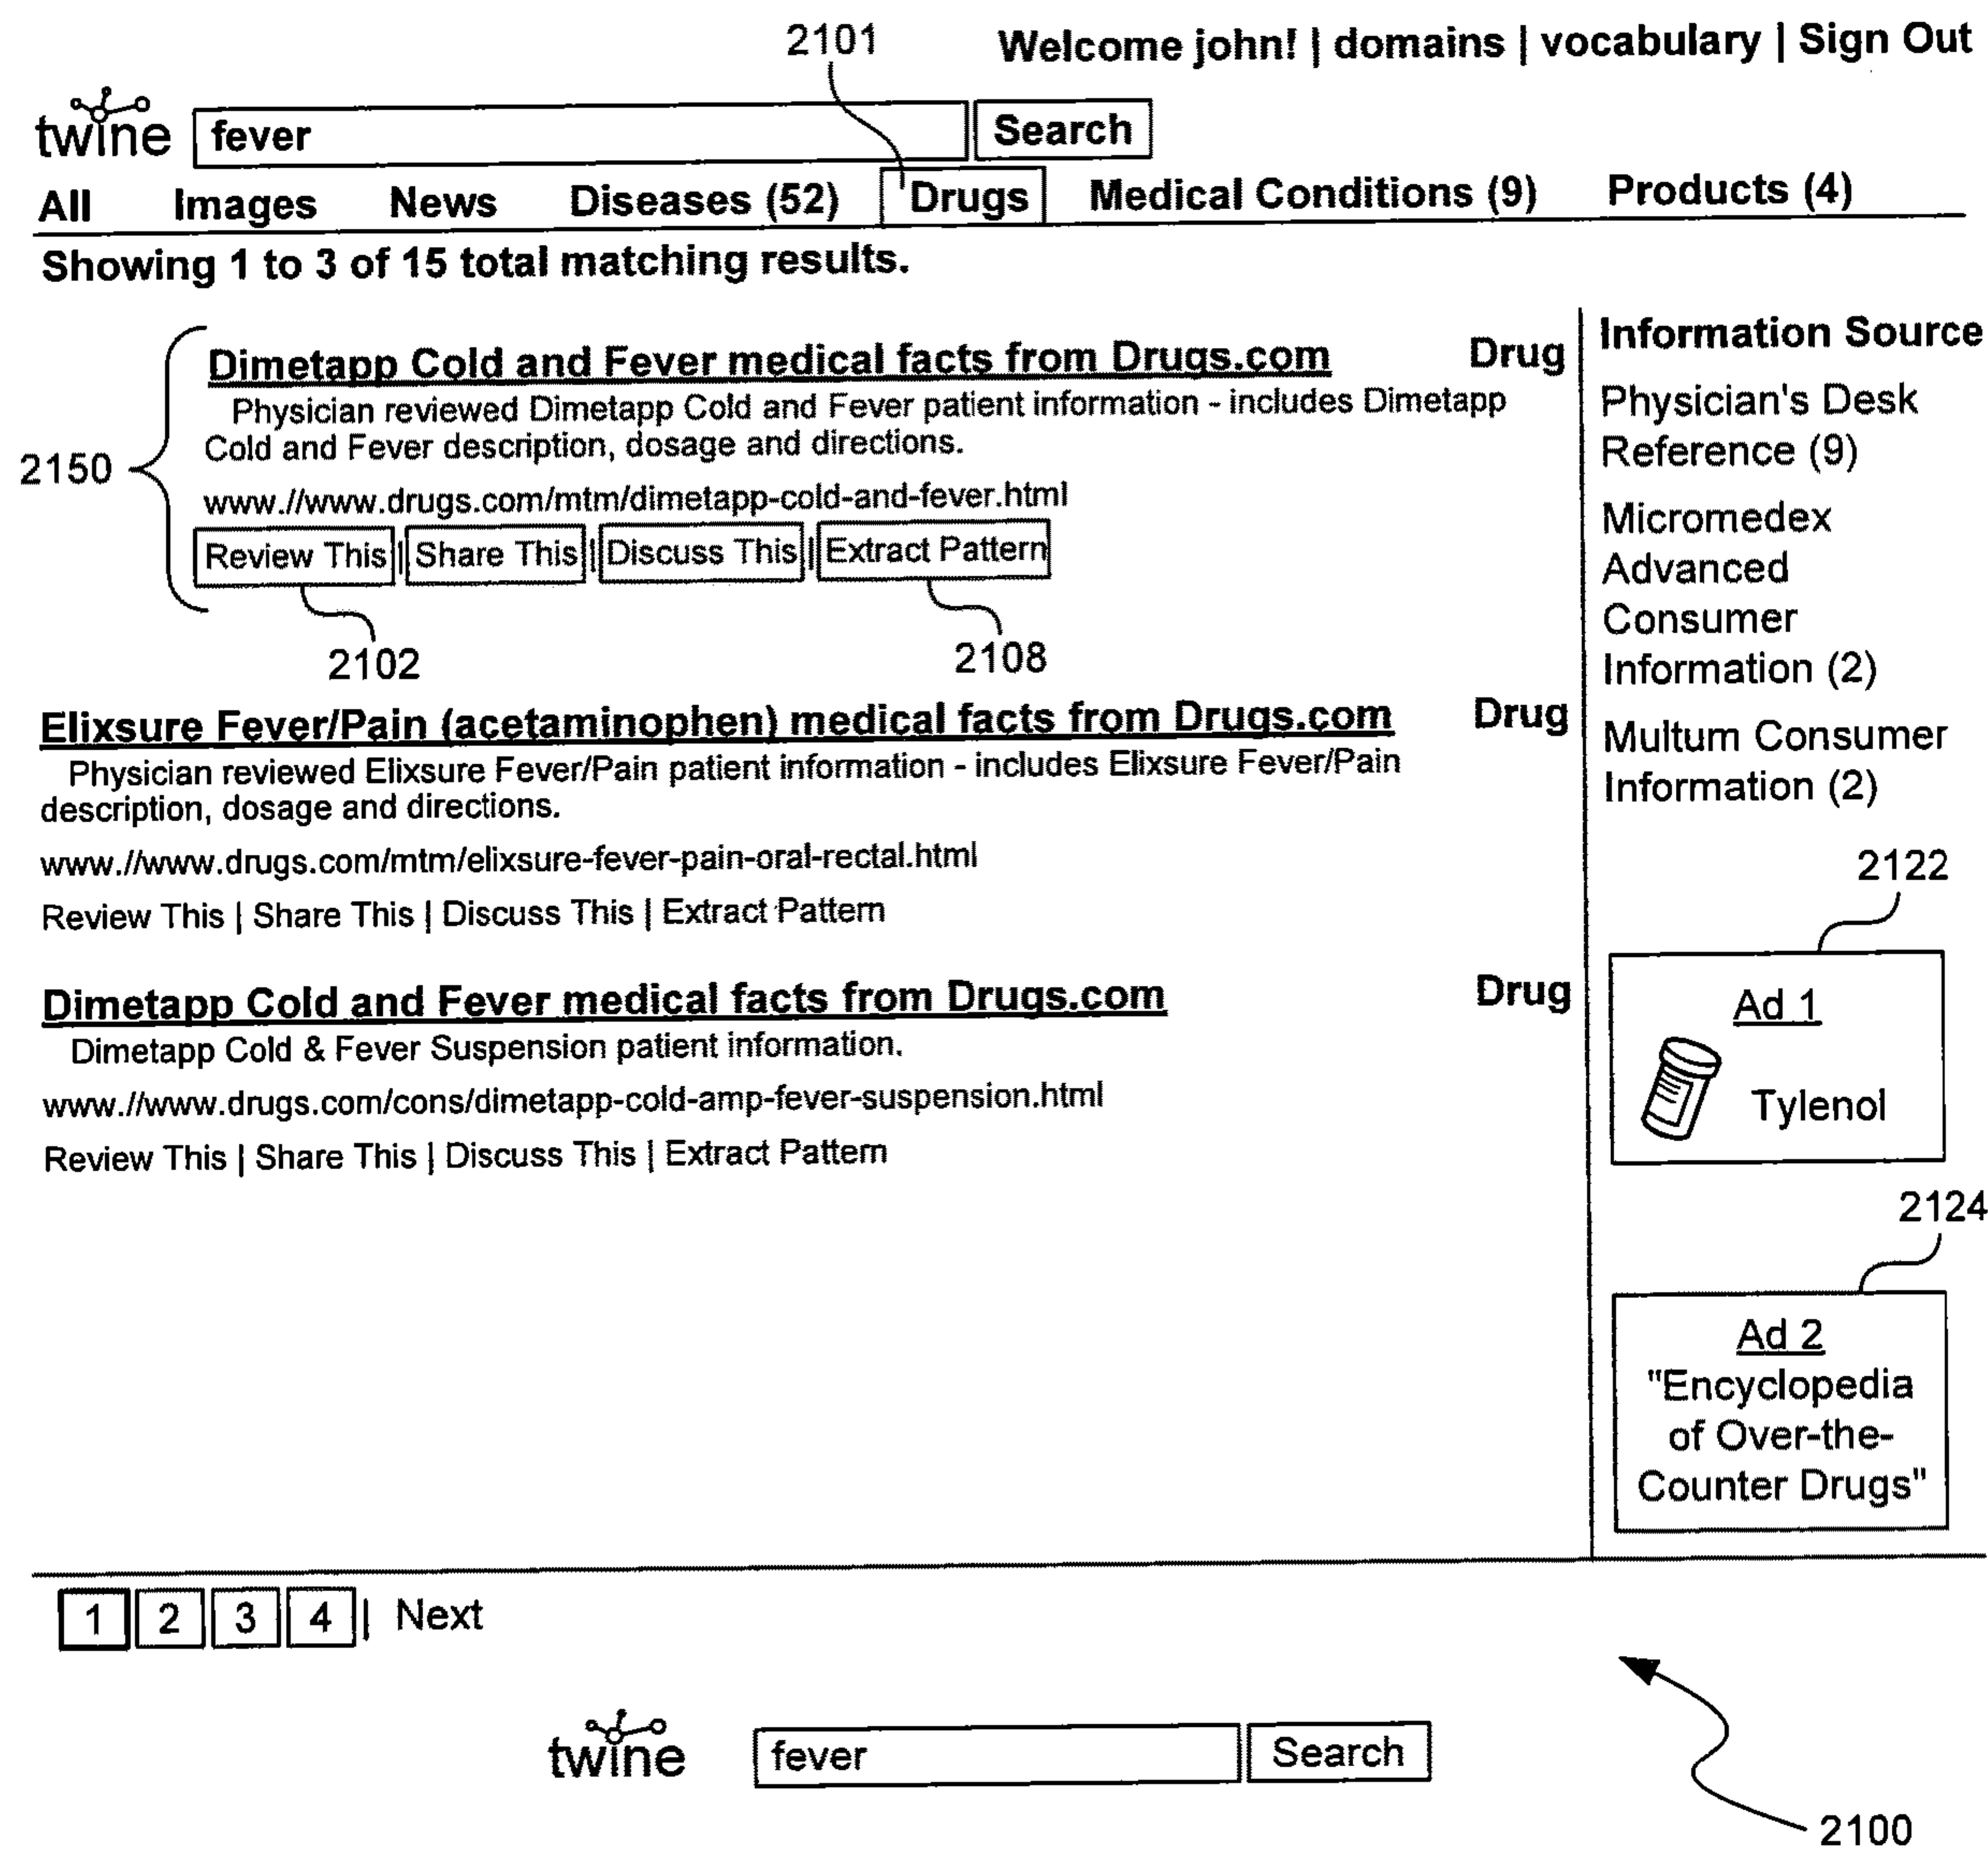 2101
Welcome john! | domains | vocabulary | Sign Out
twine fever Search
All Images News Diseases (52) Drugs Medical Conditions (9) Products (4)
Showing 1 to 3 of 15 total matching results.
2150
Dimetapp Cold and Fever medical facts from Drugs.com Drug
Physician reviewed Dimetapp Cold and Fever patient information - includes Dimetapp
Cold and Fever description, dosage and directions.
www.//www.drugs.com/mtm/dimetapp-cold-and-fever.html
Review This | Share This | Discuss This | Extract Pattern
2102
2108
Elixsure Fever/Pain (acetaminophen) medical facts from Drugs.com Drug
Physician reviewed Elixsure Fever/Pain patient information - includes Elixsure Fever/Pain
description, dosage and directions.
www.//www.drugs.com/mtm/elixsure-fever-pain-oral-rectal.html
Review This | Share This | Discuss This | Extract Pattern
Dimetapp Cold and Fever medical facts from Drugs.com Drug
Dimetapp Cold & Fever Suspension patient information.
www.//www.drugs.com/cons/dimetapp-cold-amp-fever-suspension.html
Review This | Share This | Discuss This | Extract Pattern
Information Source
Physician's Desk
Reference (9)
Micromedex
Advanced
Consumer
Information (2)
Multum Consumer
Information (2)
2122
Ad 1
Tylenol
2124
Ad 2
"Encyclopedia
of Over-the-
Counter Drugs"
1 2 3 4 | Next
twine fever Search
2100